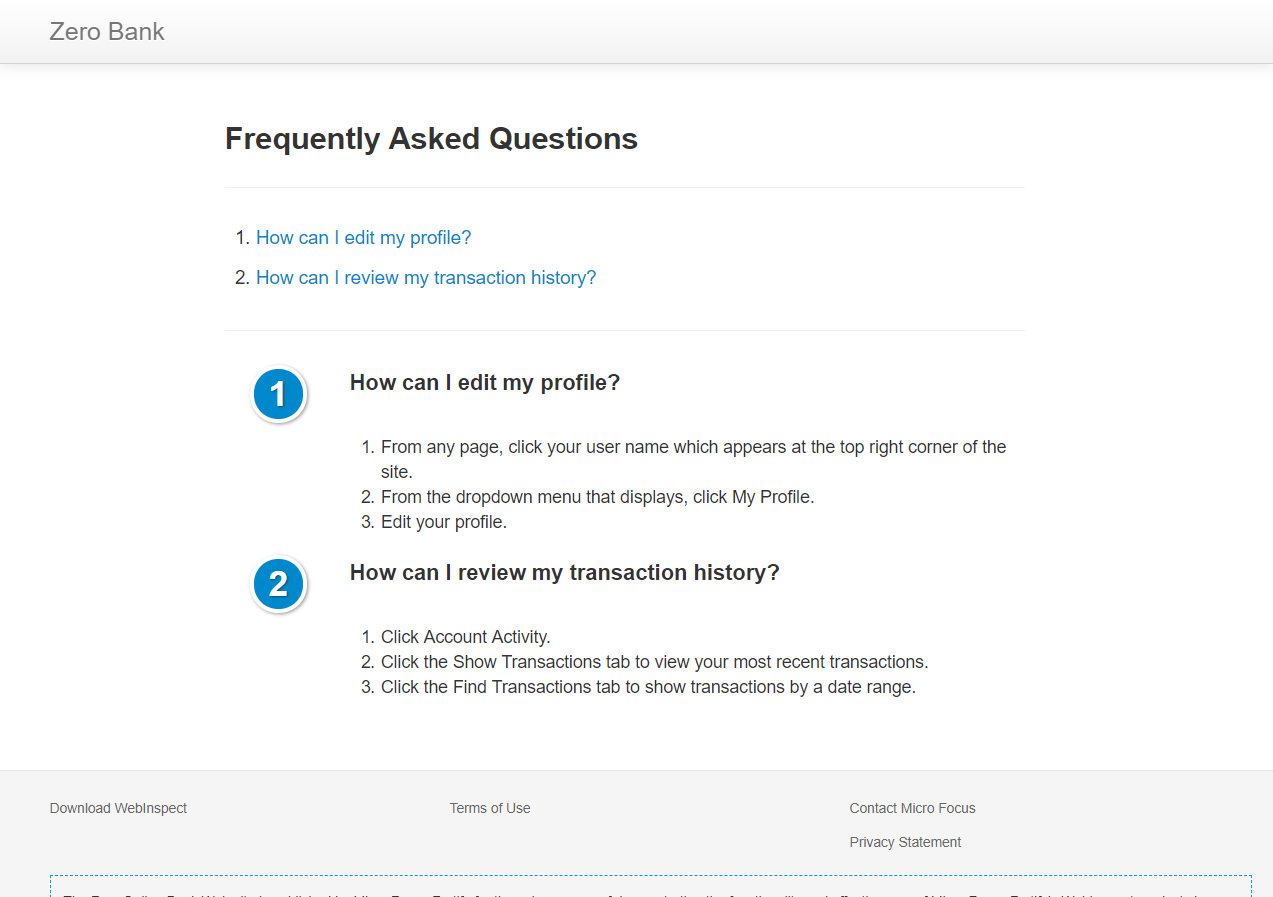 Zero Bank
Frequently Asked Questions
1. How can I edit my profile?
2. How can I review my transaction history?
1
How can I edit my profile?
1. From any page, click your user name which appears at the top right corner of the
site.
2. From the dropdown menu that displays, click My Profile.
3. Edit your profile.
2
How can I review my transaction history?
1. Click Account Activity.
2. Click the Show Transactions tab to view your most recent transactions.
3. Click the Find Transactions tab to show transactions by a date range.
Download WebInspect
Terms of Use
Contact Micro Focus
Privacy Statement